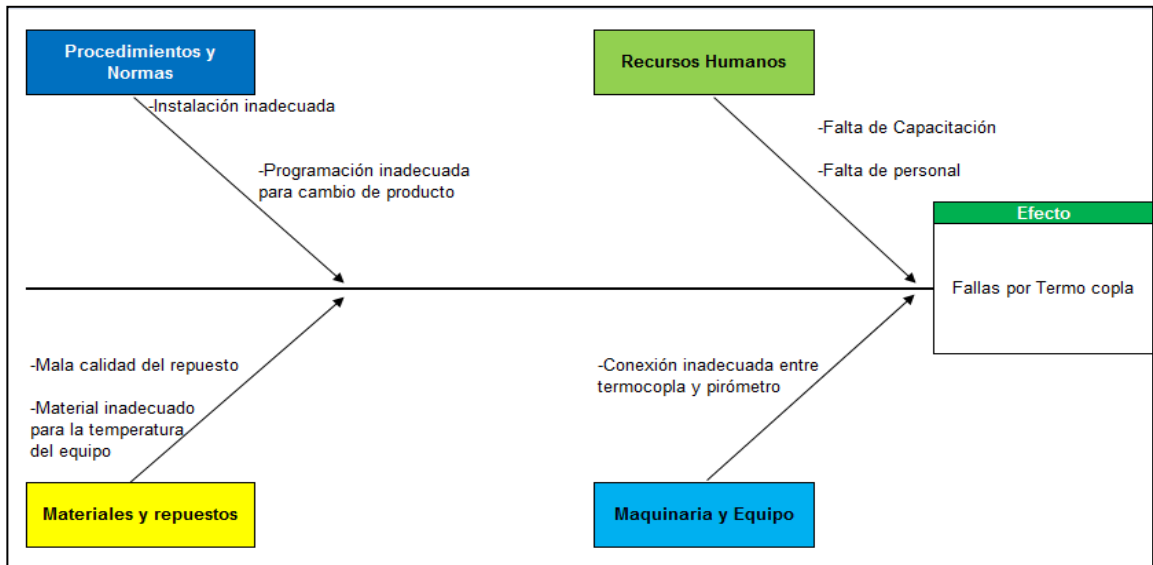 Procedimientos y
Normas
-Instalación inadecuada
-Programación inadecuada
para cambio de producto
Recursos Humanos
-Falta de Capacitación
-Falta de personal
Efecto
Fallas por Termo copla
-Mala calidad del repuesto
-Material inadecuado
para la temperatura
del equipo
Materiales y repuestos
-Conexión inadecuada entre
termocopla y pirómetro
Maquinaria y Equipo